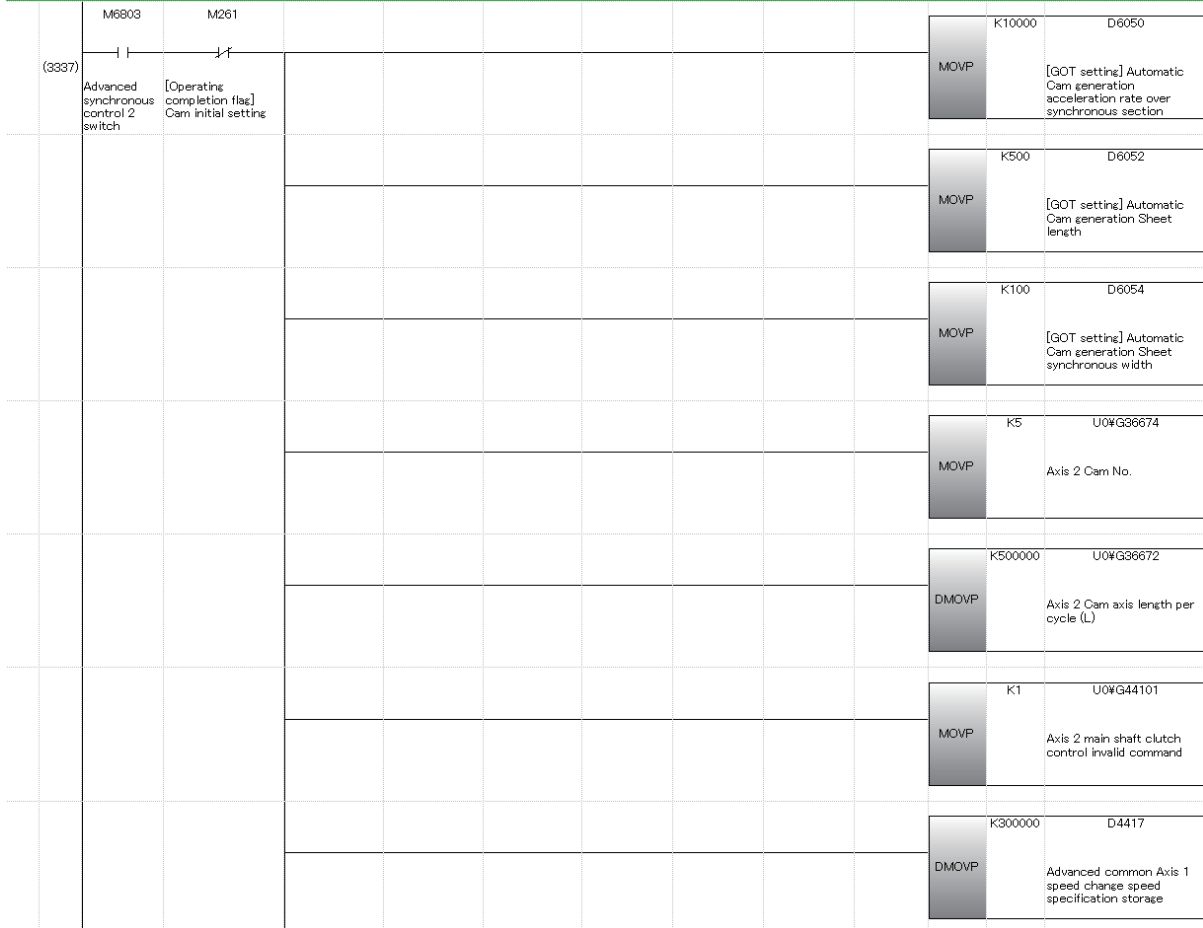 M6803
M261
(3337)
Advanced
synchronous
control 2
switch
[Operating
completion flag]
Cam initial setting
MOVP
K10000
D6050
[GOT setting] Automatic
Cam generation
acceleration rate over
synchronous section
MOVP
K500
D6052
[GOT setting] Automatic
Cam generation Sheet
length
MOVP
K100
D6054
[GOT setting] Automatic
Cam generation Sheet
synchronous width
MOVP
K5
U0¥G36674
Axis 2 Cam No.
DMOVP
K500000
U0¥G36672
Axis 2 Cam axis length per
cycle (L)
MOVP
K1
U0¥G44101
Axis 2 main shaft clutch
control invalid command
DMOVP
K300000
D4417
Advanced common Axis 1
speed change speed
specification storage